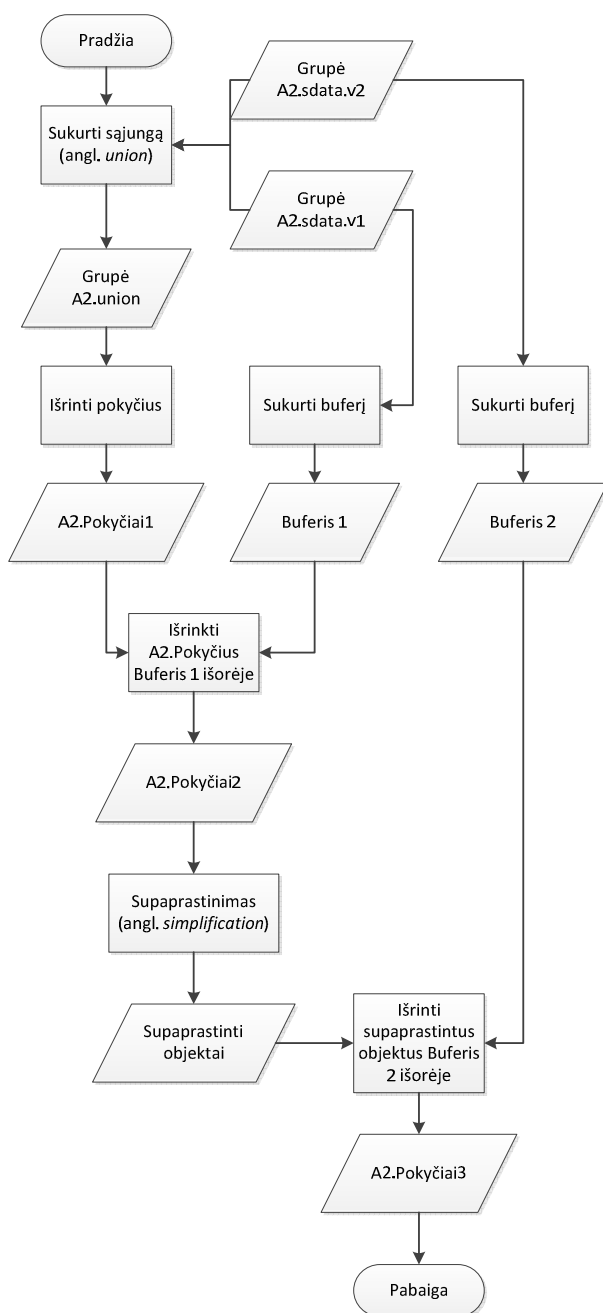 Pradžia
Grupė
A2.sdata.v2
Sukurti sąjungą
(angl. union)
Grupė
A2.sdata.v1
Grupė
A2.union
Išrinti pokyčius
Sukurti buferį
Sukurti buferį
A2.Pokyčiai1
Buferis 1
Buferis 2
Išrinkti
A2.Pokyčius
Buferis 1 išorėje
A2.Pokyčiai2
Supaprastinimas
(angl. simplification)
Supaprastinti
objektai
Išrinti
supaprastintus
objektus Buferis
2 išorėje
A2.Pokyčiai3
Pabaiga